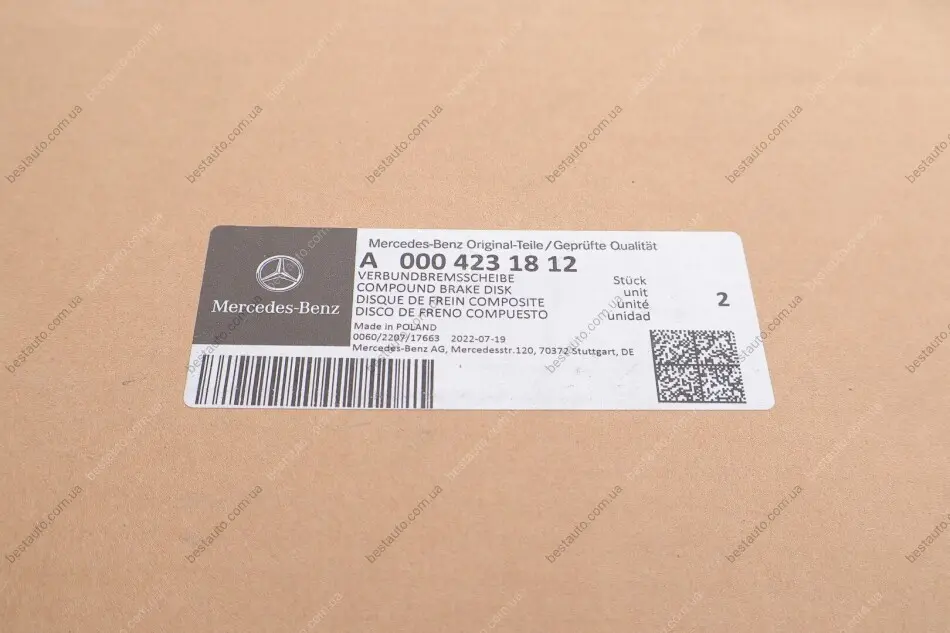 Mercedes-Benz
Mercedes-Benz Original-Teile/Geprüfte Qualität
A 000 423 18 12
VERBUNDBREMSSCHEIBE
COMPOUND BRAKE DISK
DISQUE DE FREIN COMPOSITE
DISCO DE FRENO COMPUESTO
Stück
unit
unité
unidad
2
Made in POLAND
0060/2207/17663 2022-07-19
Mercedes-Benz AG, Mercedesstr.120, 70372 Stuttgart, DE
bestauto.com.ua